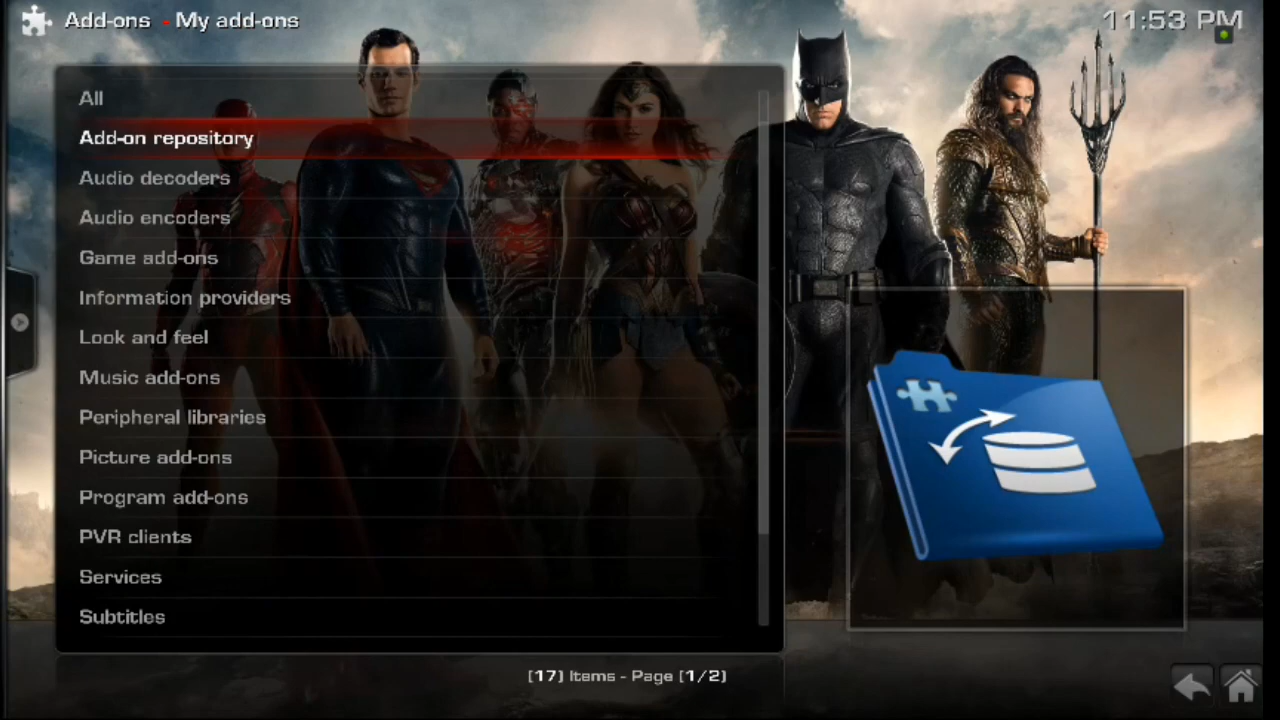 Add-ons - My add-ons
11:53 PM
All
Add-on repository
Audio decoders
Audio encoders
Game add-ons
Information providers
Look and feel
Music add-ons
Peripheral libraries
Picture add-ons
Program add-ons
PVR clients
Services
Subtitles
[17] Items - Page [1/2]